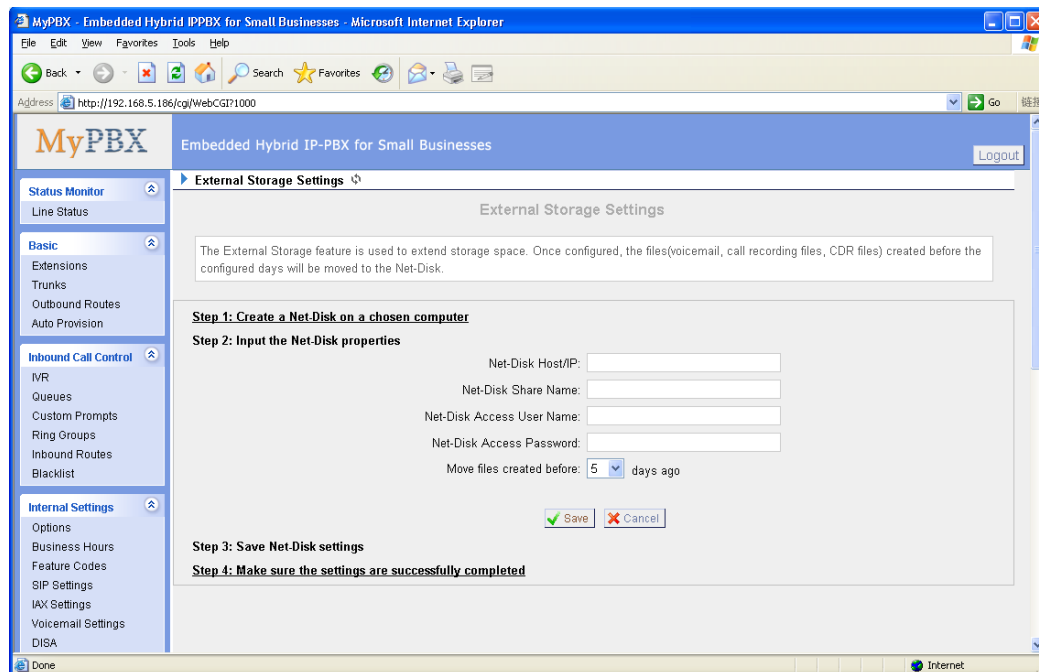 MyPBX - Embedded Hybrid IPPBX for Small Businesses - Microsoft Internet Explorer
File Edit View Favorites Tools Help
Back Search Favorites
Address http://192.168.5.186/cgi/WebCGI?1000 Go 链接
MyPBX
Embedded Hybrid IP-PBX for Small Businesses
Logout
Status Monitor
Line Status
Basic
Extensions
Trunks
Outbound Routes
Auto Provision
Inbound Call Control
IVR
Queues
Custom Prompts
Ring Groups
Inbound Routes
Blacklist
Internal Settings
Options
Business Hours
Feature Codes
SIP Settings
IAX Settings
Voicemail Settings
DISA
External Storage Settings
External Storage Settings
The External Storage feature is used to extend storage space. Once configured, the files(voicemail, call recording files, CDR files) created before the
configured days will be moved to the Net-Disk.
Step 1: Create a Net-Disk on a chosen computer
Step 2: Input the Net-Disk properties
Net-Disk Host/IP:
Net-Disk Share Name:
Net-Disk Access User Name:
Net-Disk Access Password:
Move files created before: 5 days ago
Save Cancel
Step 3: Save Net-Disk settings
Step 4: Make sure the settings are successfully completed
Done Internet